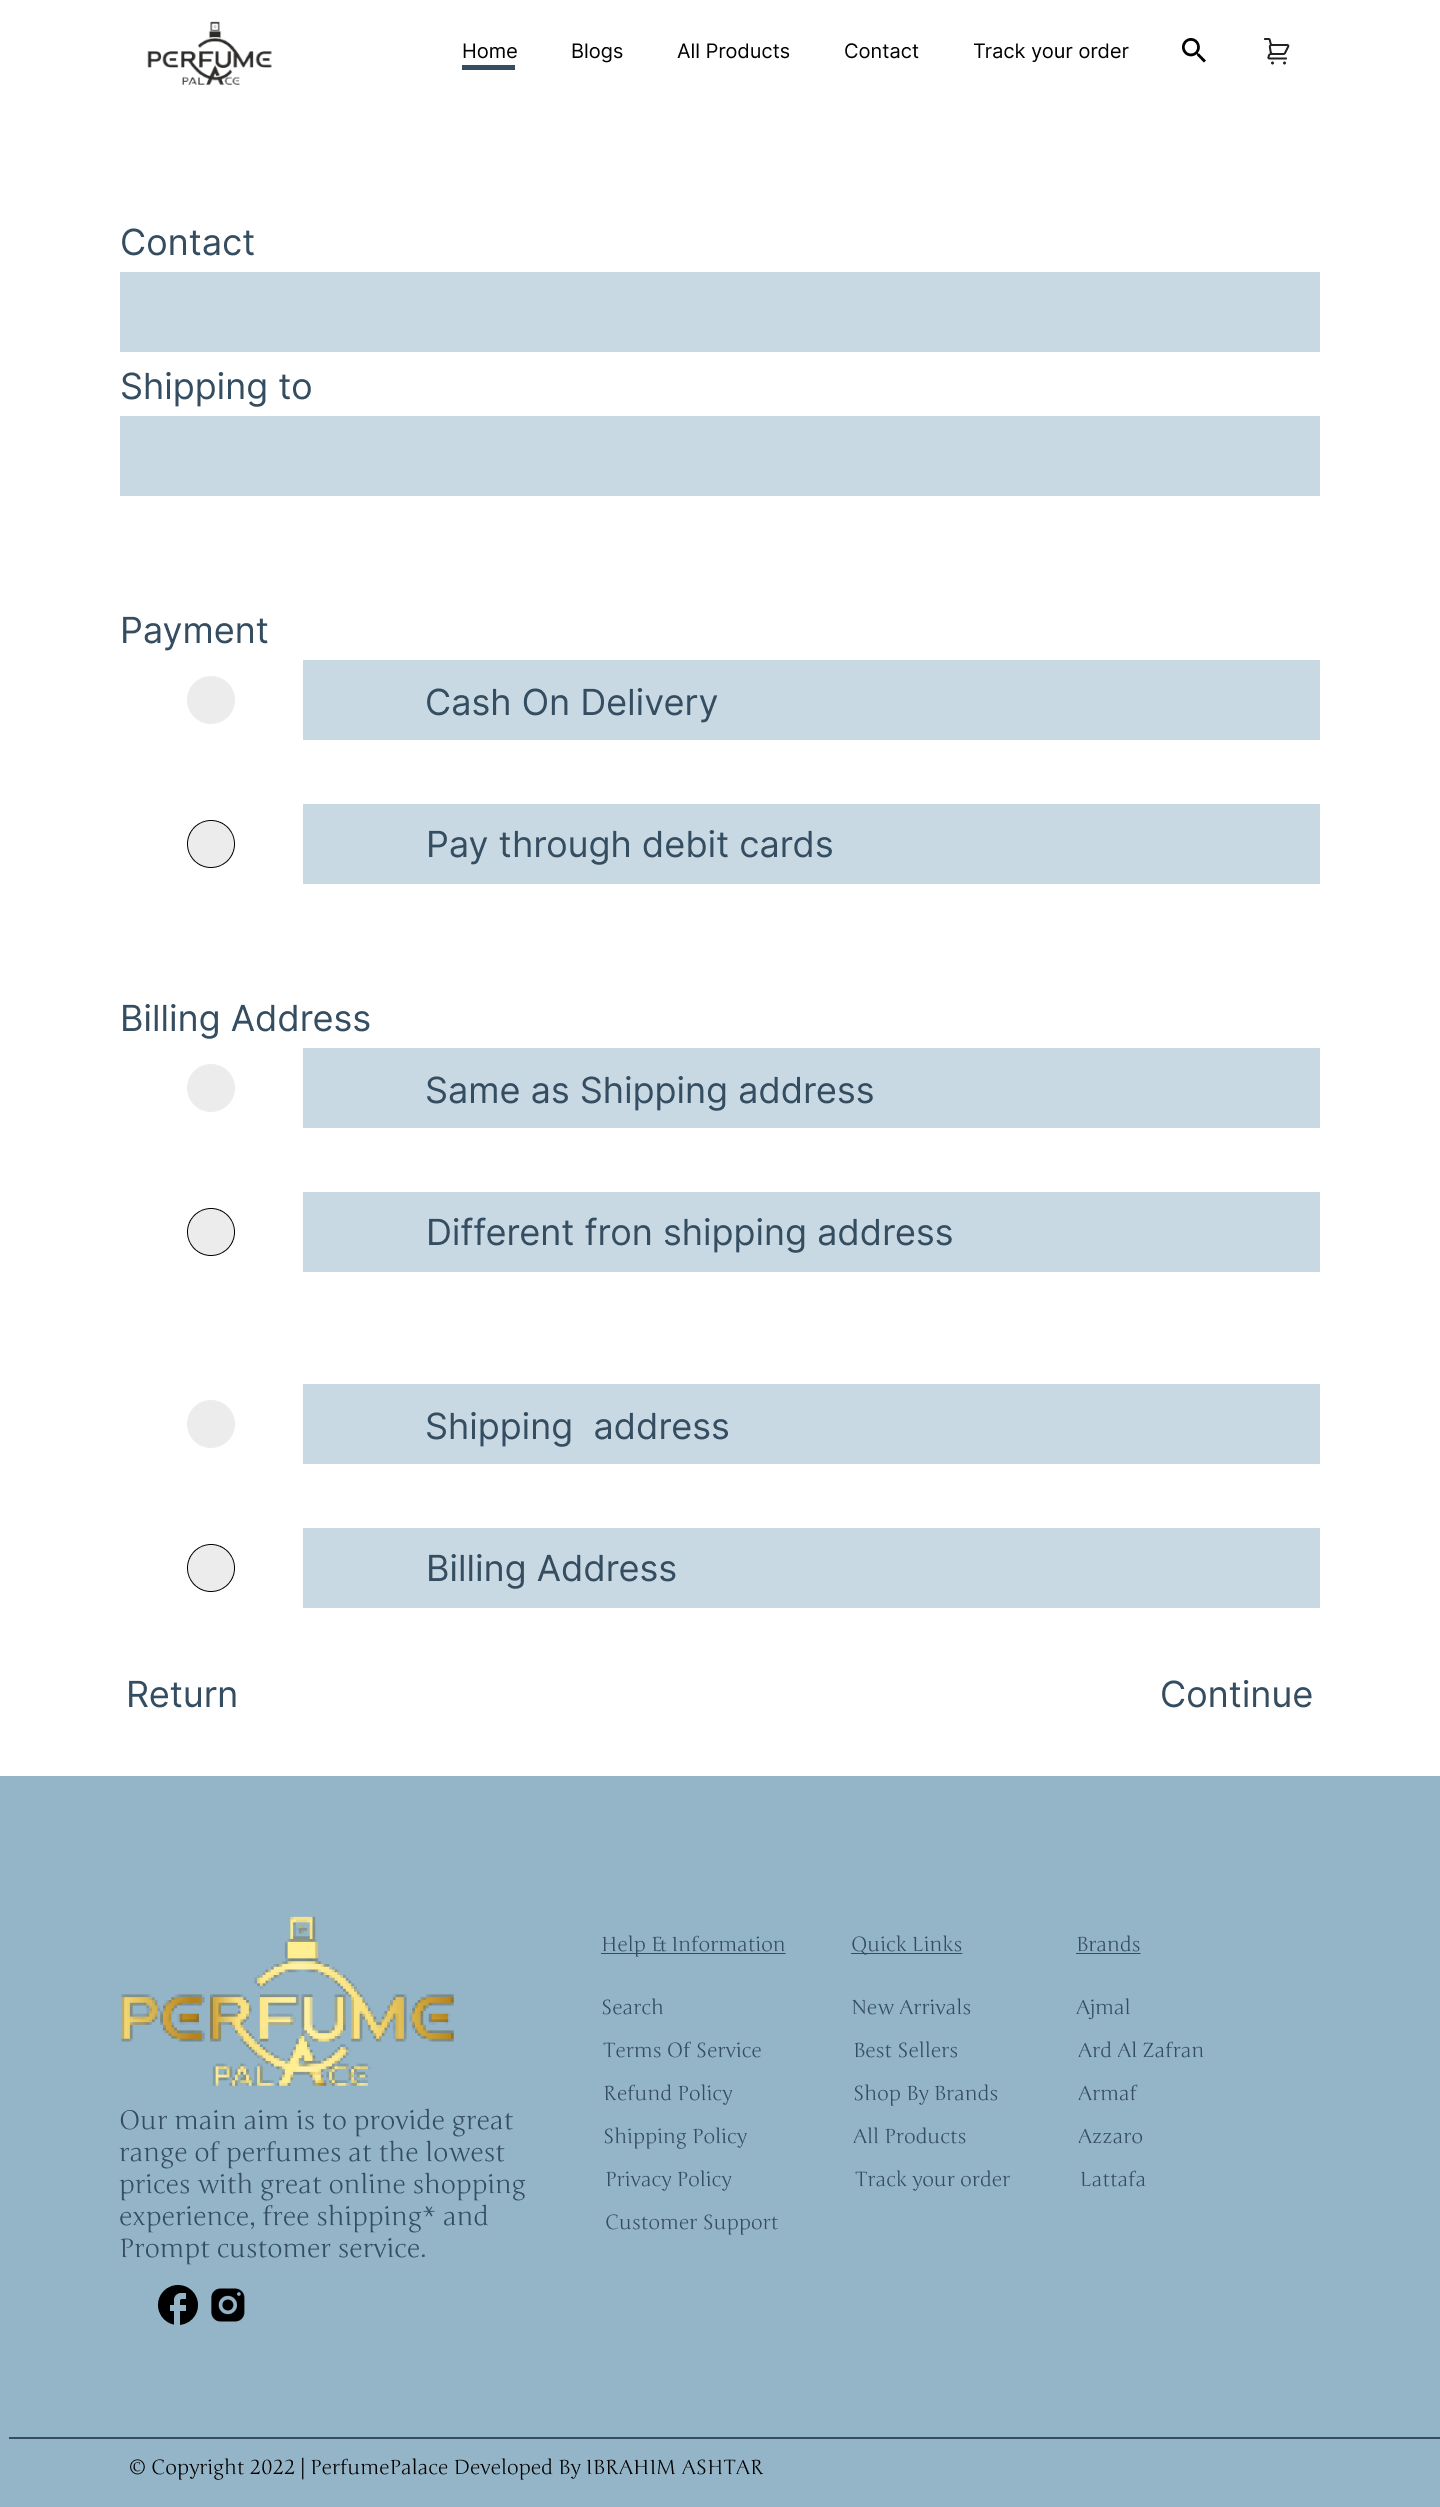 PERFUME
PALACE
Home Blogs All Products Contact Track your order
Contact
Shipping to
Payment
Cash On Delivery
Pay through debit cards
Billing Address
Same as Shipping address
Different fron shipping address
Shipping address
Billing Address
Return Continue
PERFUME
PALACE
Our main aim is to provide great
range of perfumes at the lowest
prices with great online shopping
experience, free shipping* and
Prompt customer service.
Help & Information
Search
Terms Of Service
Refund Policy
Shipping Policy
Privacy Policy
Customer Support
Quick Links
New Arrivals
Best Sellers
Shop By Brands
All Products
Track your order
Brands
Ajmal
Ard Al Zafran
Armaf
Azzaro
Lattafa
© Copyright 2022 | PerfumePalace Developed By IBRAHIM ASHTAR